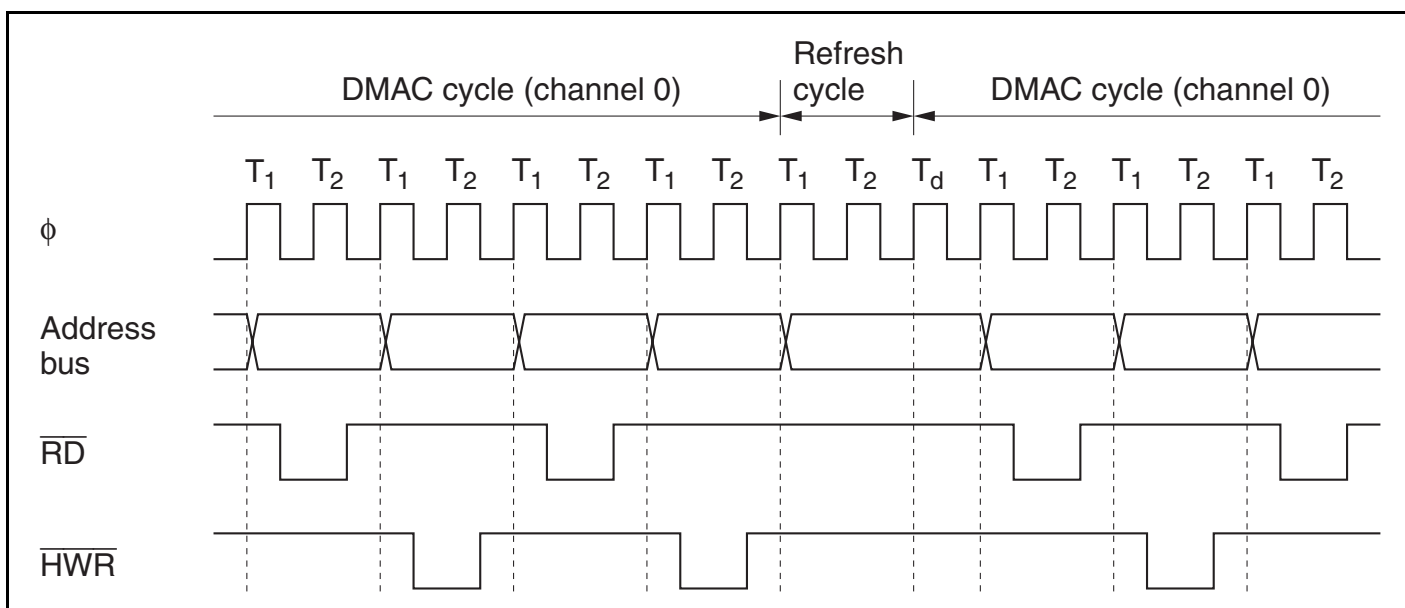 Refresh
DMAC cycle (channel 0) cycle DMAC cycle (channel 0)
T1 T2 T1 T2 T1 T2 T1 T2 T1 T2 Td T1 T2 T1 T2 T1 T2
ϕ
Address
bus
RD
HWR